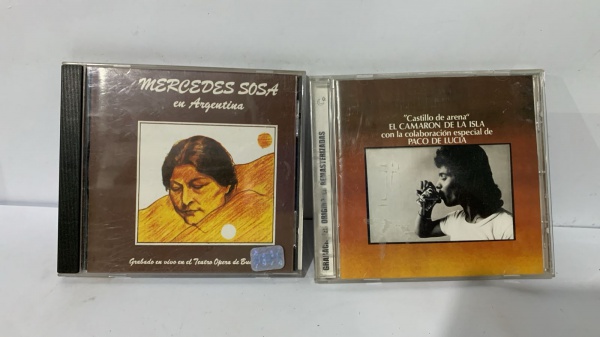 MERCEDES SOSA
en Argentina
Grabado en vivo en el Teatro Opera de
"Castillo de arena"
EL CAMARON DE LA ISLA
con la colaboración especial de
PACO DE LUCIA
REMASTERIZADAS